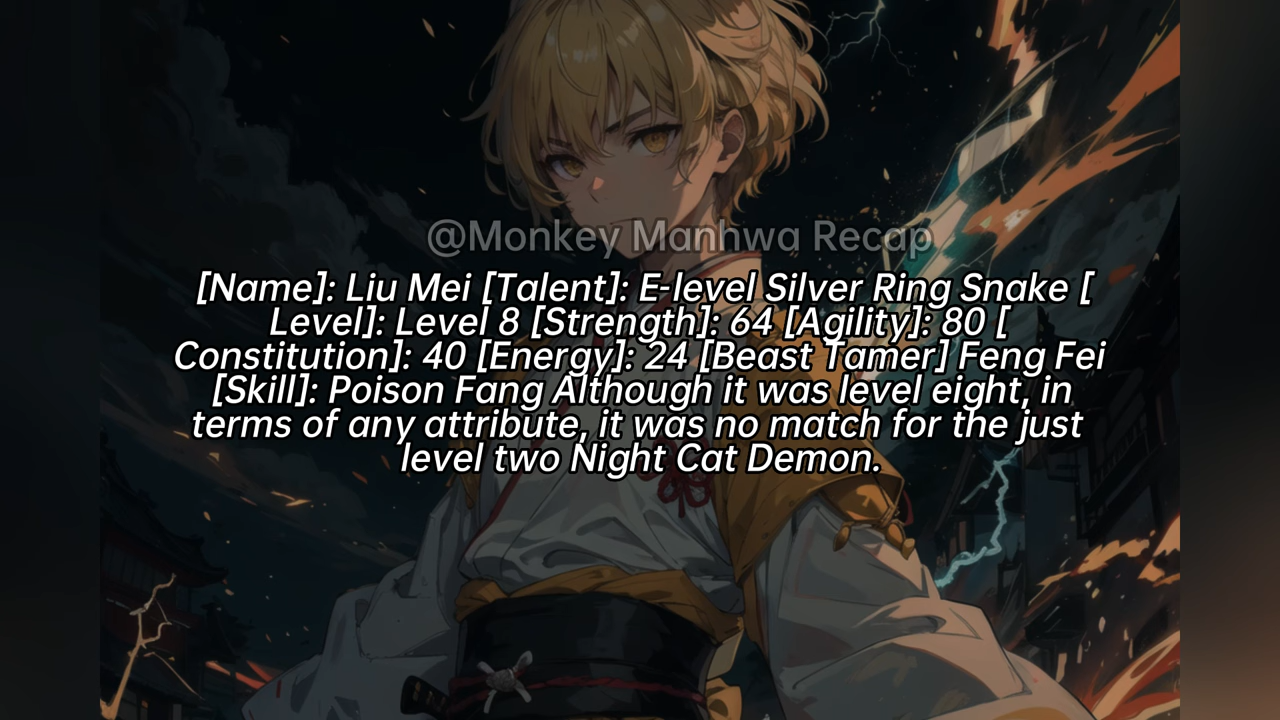 @Monkey Manhwa Recap
[Name]: Liu Mei [Talent]: E-level Silver Ring Snake [
Level]: Level 8 [Strength]: 64 [Agility]: 80 [
Constitution]: 40 [Energy]: 24 [Beast Tamer] Feng Fei
[Skill]: Poison Fang Although it was level eight, in
terms of any attribute, it was no match for the just
level two Night Cat Demon.